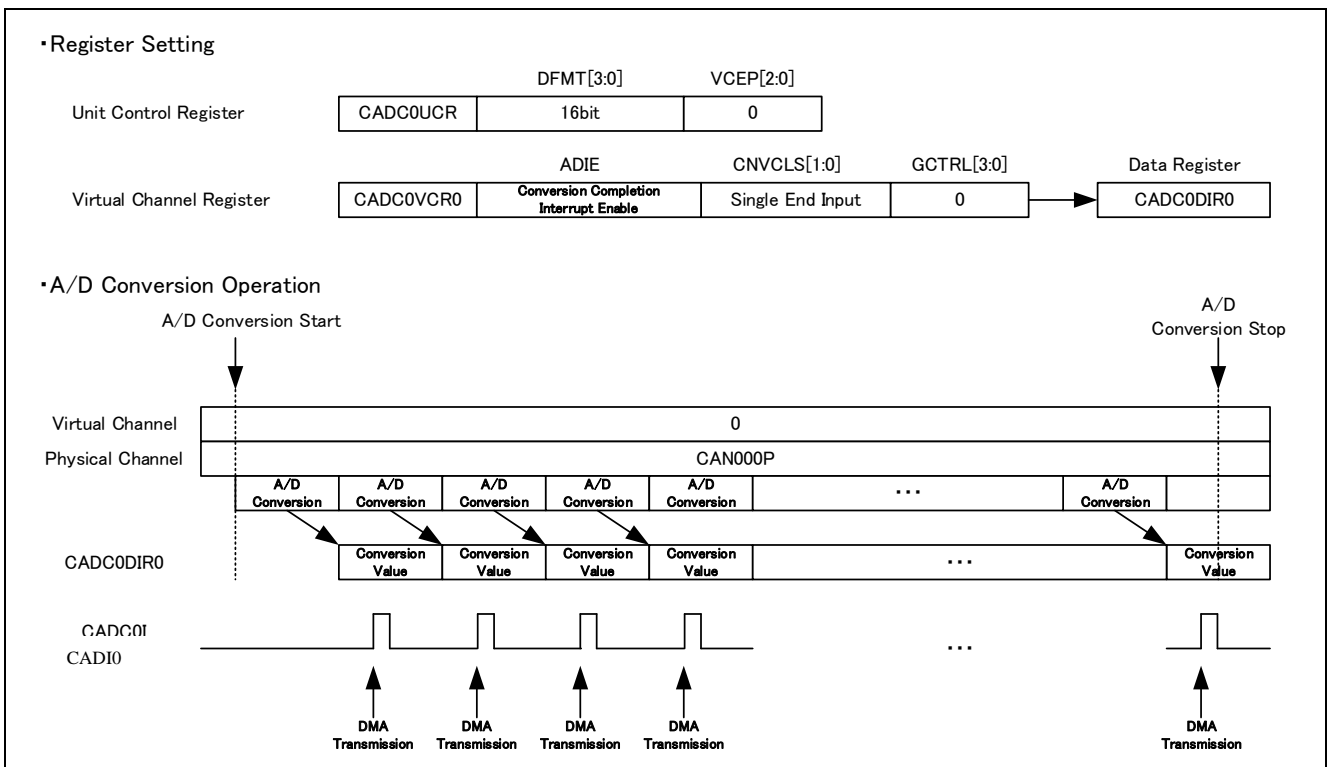 ・Register Setting
DFMT[3:0] VCEP[2:0]
Unit Control Register CADC0UCR 16bit 0
ADIE CNVCLS[1:0] GCTRL[3:0] Data Register
Virtual Channel Register CADC0VCR0 Conversion Completion Interrupt Enable Single End Input 0 CADC0DIR0
・A/D Conversion Operation
A/D Conversion Start
A/D
Conversion Stop
Virtual Channel 0
Physical Channel CAN000P
A/D A/D A/D A/D A/D ... A/D
Conversion Conversion Conversion Conversion Conversion Conversion
CADC0DIR0
Conversion Conversion Conversion Conversion ... Conversion
Value Value Value Value Value
CADC0I
CADI0
...
DMA DMA DMA DMA DMA
Transmission Transmission Transmission Transmission Transmission